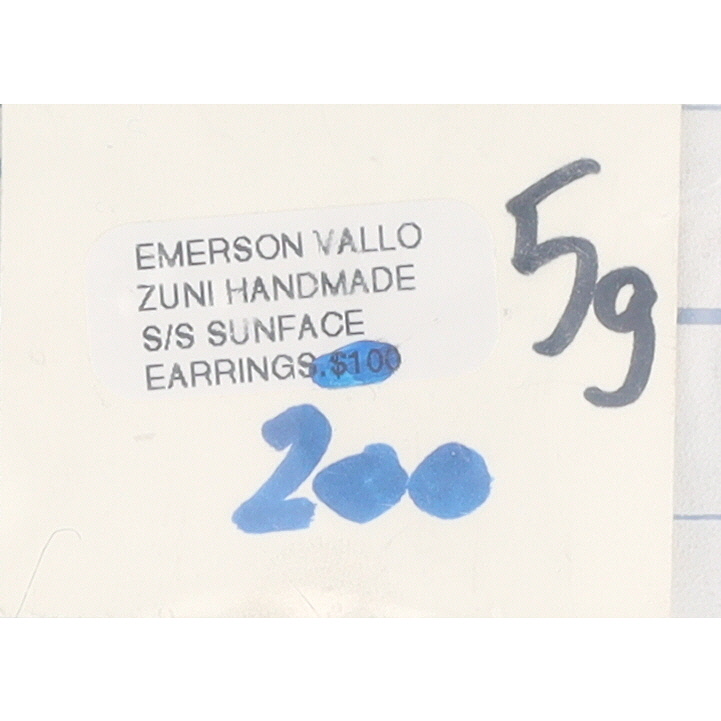 EMERSON VALLO
ZUNI HANDMADE
S/S SUNFACE
EARRINGS.$100
5g
200